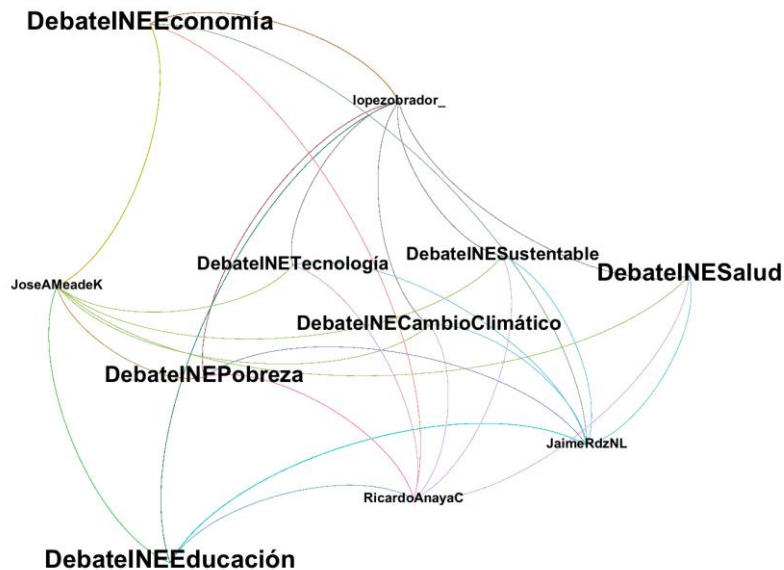 DebateINEEconomía
lopezobrador_
DebateINESustentable
DebateINETecnología
DebateINESalud
JoseAMeadeK
DebateINECambioClimático
DebateINEPobreza
JaimeRdzNL
RicardoAnayaC
DebateINEEducación